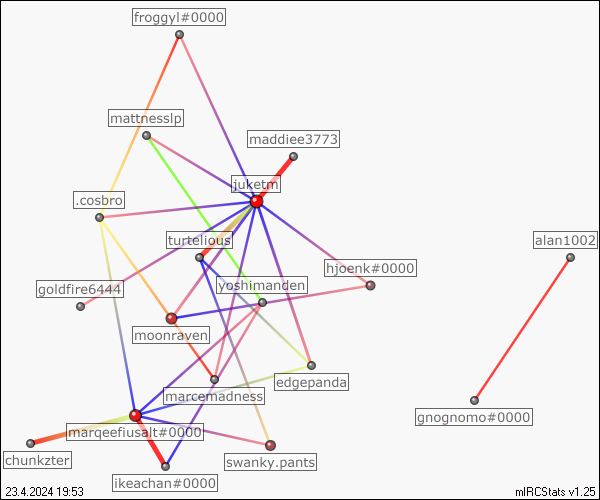 froggyl#0000
mattnesslp
maddiee3773
juketm
.cosbro
turtelious
alan1002
hjoenk#0000
goldfire6444
yoshimanden
moonraven
edgepanda
marcemadness
gnognomo#0000
marqeefiusalt#0000
chunkzter
swanky.pants
ikeachan#0000
23.4.2024 19:53
mIRCStats v1.25